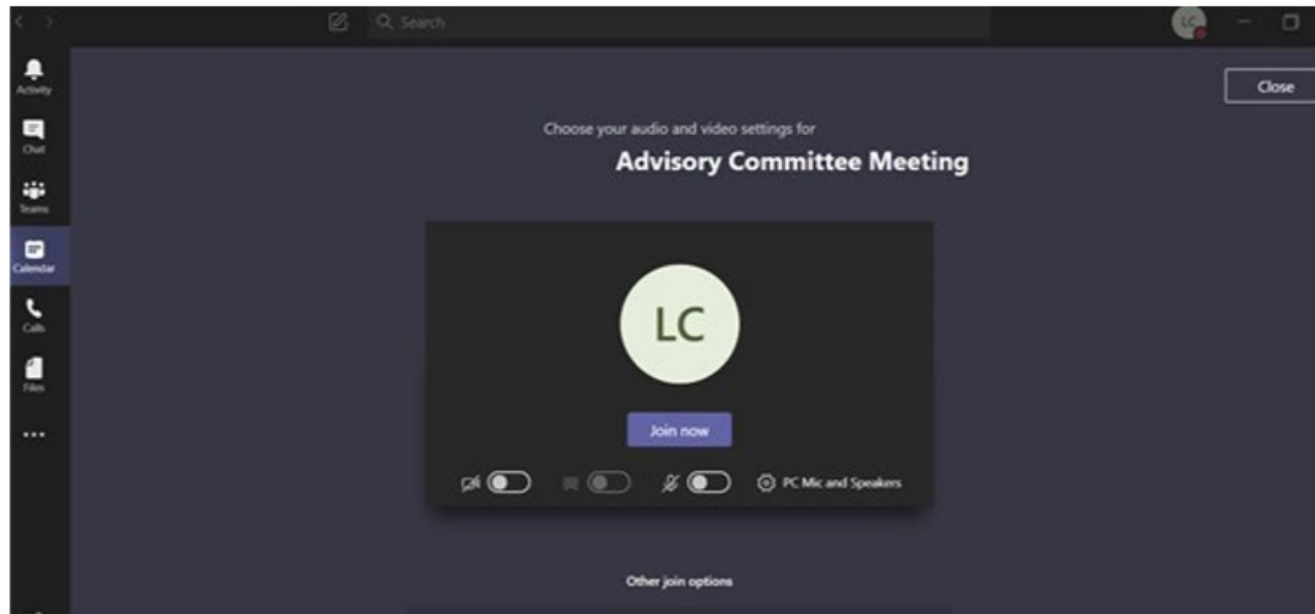 Search
LC
Activity
Chat
Teams
Calendar
Calls
Files
Close
Choose your audio and video settings for
Advisory Committee Meeting
LC
Join now
PC Mic and Speakers
Other join options